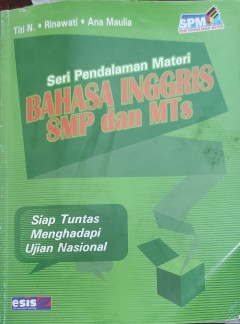 Titi N. • Rinawati • Ana Maulia
SPM
Seri Pendalaman Materi
BAHASA INGGRIS
SMP dan MTs
Siap Tuntas
Menghadapi
Ujian Nasional
esis